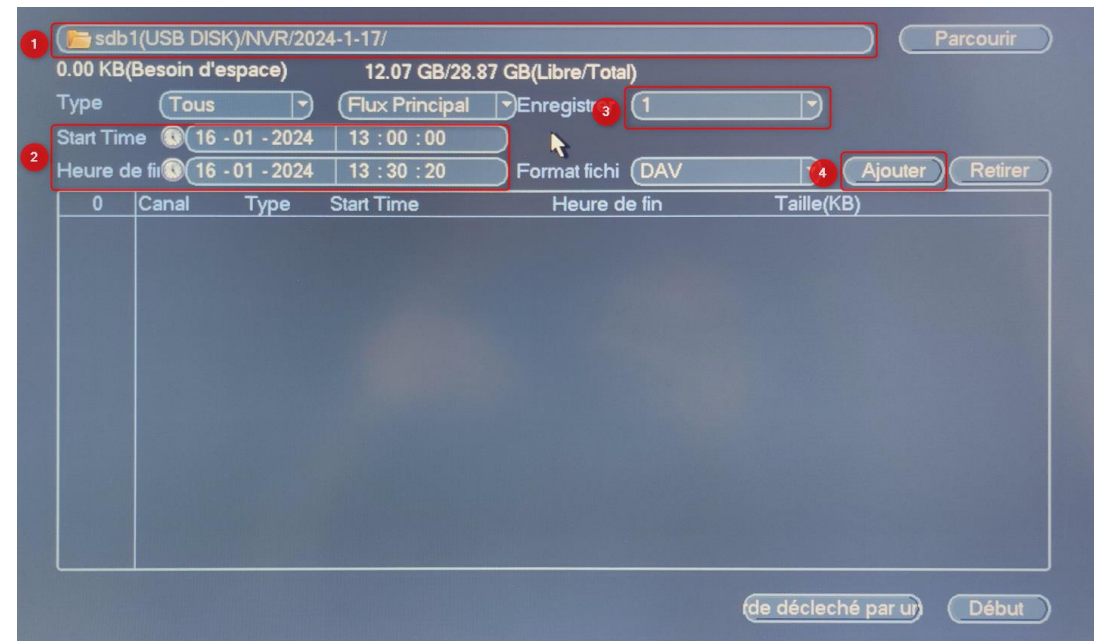 1 sdb1(USB DISK)/NVR/2024-1-17/ Parcourir
0.00 KB(Besoin d'espace) 12.07 GB/28.87 GB(Libre/Total)
Type Tous Flux Principal 3 1
Start Time 16 - 01 - 2024 13 : 00 : 00
2
Heure de fi 16 - 01 - 2024 13 : 30 : 20 Format fichi DAV 4 Ajouter Retirer
0 Canal Type Start Time Heure de fin Taille(KB)
rde décleché par un Début